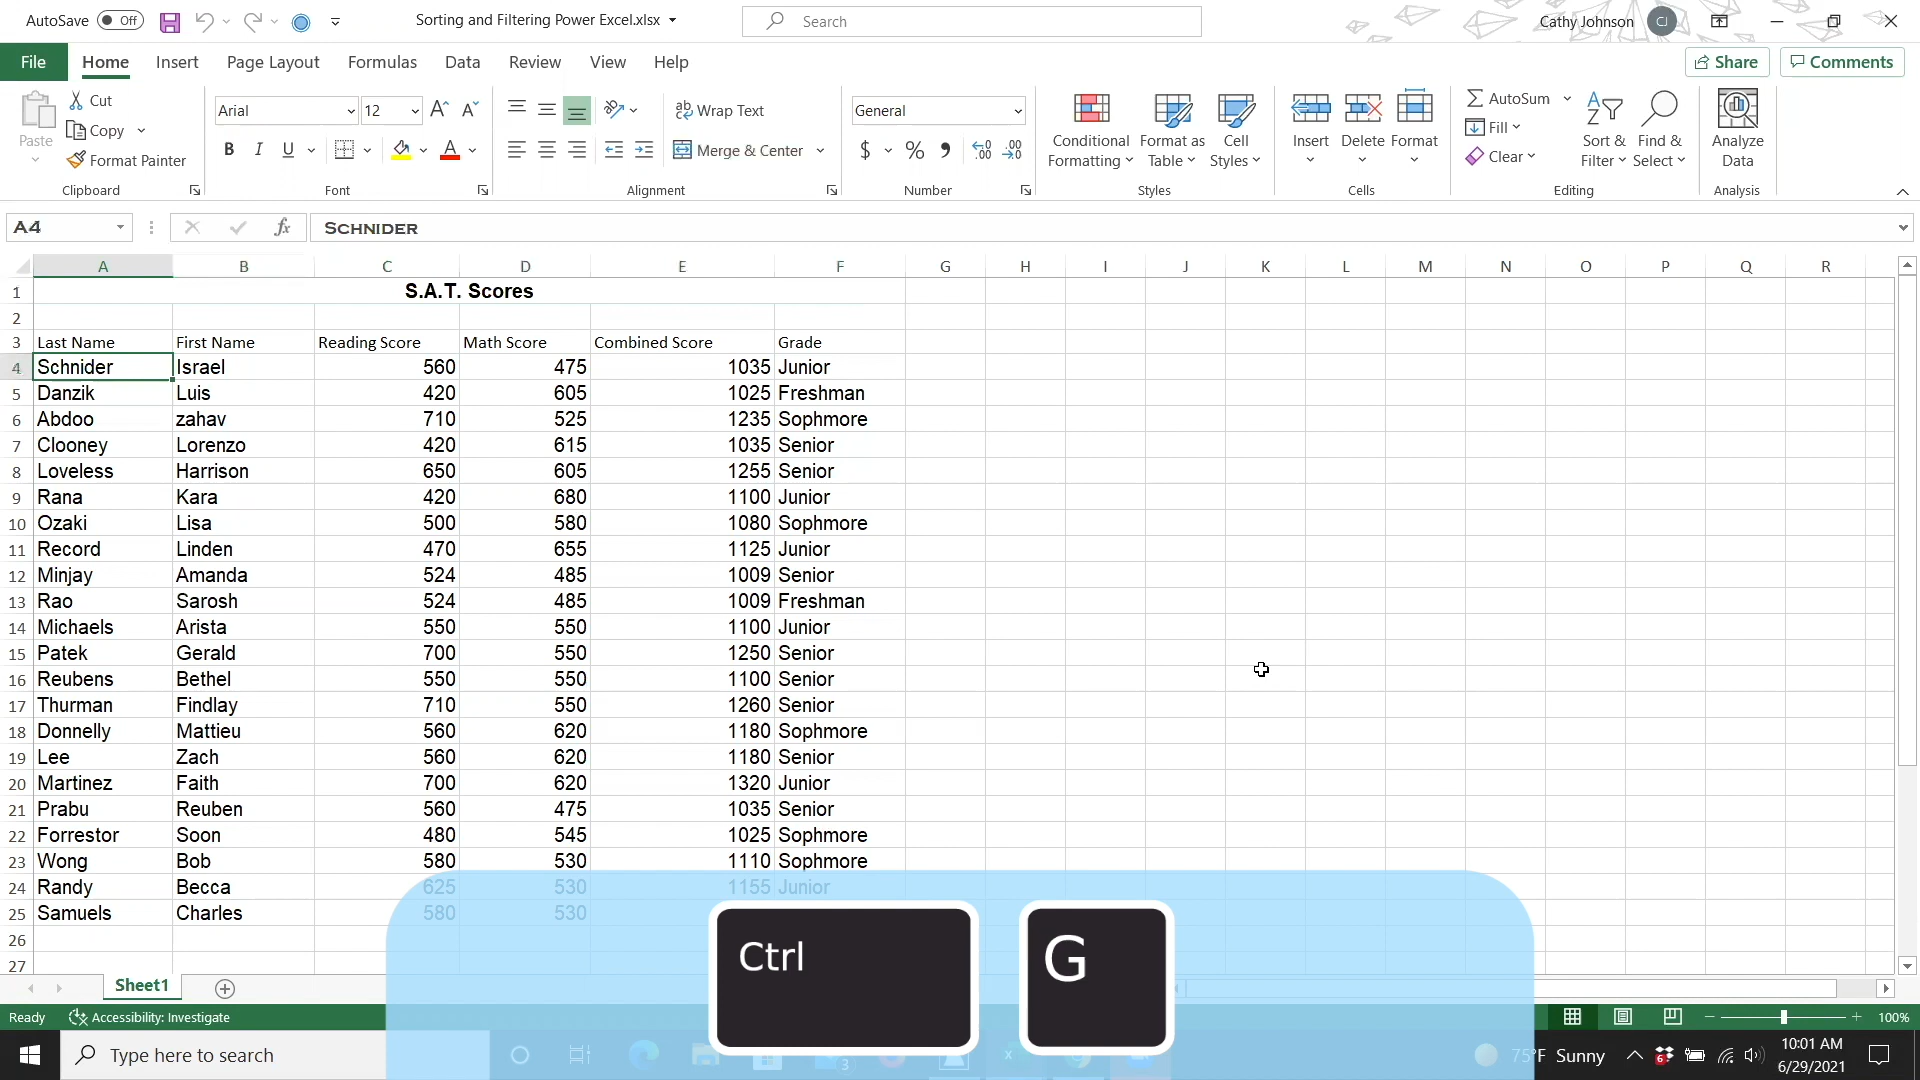 AutoSave Off Sorting and Filtering Power Excel.xlsx Search Cathy Johnson CJ
File Home Insert Page Layout Formulas Data Review View Help Share Comments
Paste Cut Copy Format Painter Clipboard
Arial 12 B I U A Font
Wrap Text Merge & Center Alignment
General $ % Number
Conditional Formatting Format as Table Cell Styles Styles
Insert Delete Format Cells
AutoSum Fill Clear Sort & Filter Find & Select Editing
Analyze Data Analysis
A4 fx Schnider
A B C D E F G H I J K L M N O P Q R
1 S.A.T. Scores
2
3 Last Name First Name Reading Score Math Score Combined Score Grade
4 Schnider Israel 560 475 1035 Junior
5 Danzik Luis 420 605 1025 Freshman
6 Abdoo zahav 710 525 1235 Sophmore
7 Clooney Lorenzo 420 615 1035 Senior
8 Loveless Harrison 650 605 1255 Senior
9 Rana Kara 420 680 1100 Junior
10 Ozaki Lisa 500 580 1080 Sophmore
11 Record Linden 470 655 1125 Junior
12 Minjay Amanda 524 485 1009 Senior
13 Rao Sarosh 524 485 1009 Freshman
14 Michaels Arista 550 550 1100 Junior
15 Patek Gerald 700 550 1250 Senior
16 Reubens Bethel 550 550 1100 Senior
17 Thurman Findlay 710 550 1260 Senior
18 Donnelly Mattieu 560 620 1180 Sophmore
19 Lee Zach 560 620 1180 Senior
20 Martinez Faith 700 620 1320 Junior
21 Prabu Reuben 560 475 1035 Senior
22 Forrestor Soon 480 545 1025 Sophmore
23 Wong Bob 580 530 1110 Sophmore
24 Randy Becca 625 530 1155 Junior
25 Samuels Charles 580 530
26
27
Ctrl G
Sheet1
Ready Accessibility: Investigate 100%
Type here to search 3 75°F Sunny 6 10:01 AM
6/29/2021